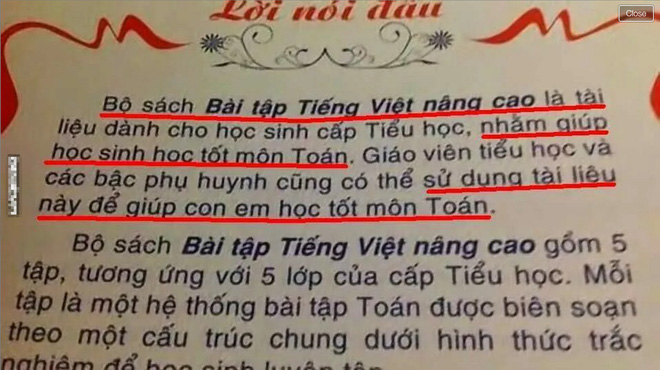 Lời nói đầu
Close
Bộ sách Bài tập Tiếng Việt nâng cao là tài
liệu dành cho học sinh cấp Tiểu học, nhằm giúp
học sinh học tốt môn Toán. Giáo viên tiểu học và
các bậc phụ huynh cũng có thể sử dụng tài liệu
này để giúp con em học tốt môn Toán.
Bộ sách Bài tập Tiếng Việt nâng cao gồm 5
tập, tương ứng với 5 lớp của cấp Tiểu học. Mỗi
tập là một hệ thống bài tập Toán được biên soạn
theo một cấu trúc chung dưới hình thức trắc
nghiệm để học sinh luyện tập.